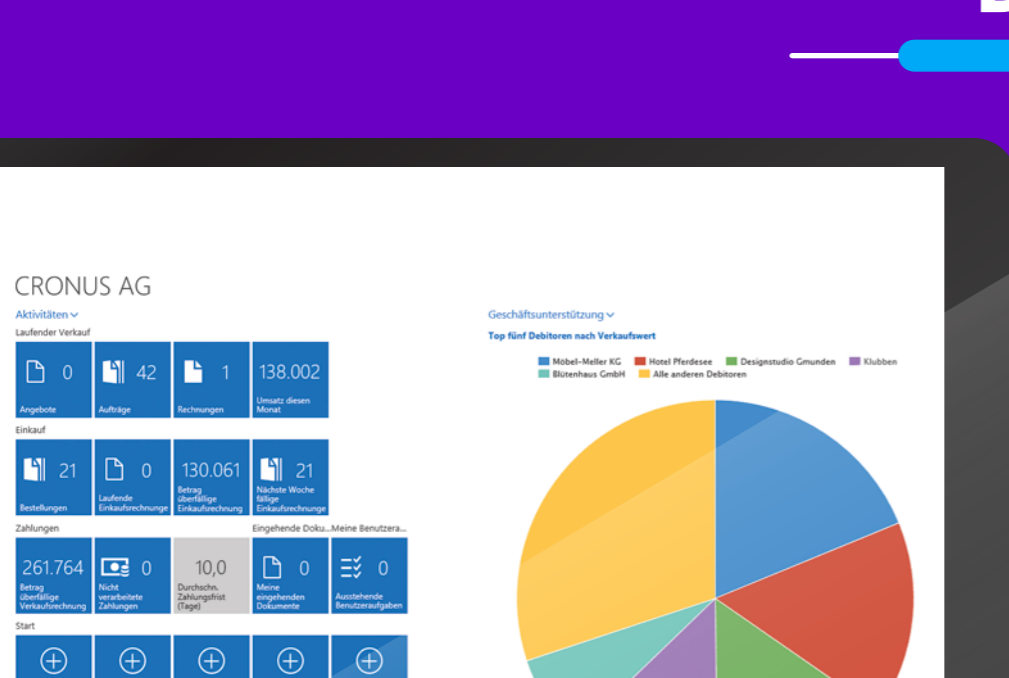 CRONUS AG
Aktivitäten
Laufender Verkauf
0
Angebote
42
Aufträge
1
Rechnungen
138.002
Umsatz diesen
Monat
Einkauf
21
Bestellungen
0
Laufende
Einkaufsrechnunge
130.061
Betrag
überfällige
Einkaufsrechnung
21
Nächste Woche
fällige
Einkaufsrechnunge
Zahlungen
Eingehende Doku...
Meine Benutzera...
261.764
Betrag
überfällige
Verkaufsrechnung
0
Nicht
verarbeitete
Zahlungen
10,0
Durchschn.
Zahlungsfrist
(Tage)
0
Meine
eingehenden
Dokumente
0
Ausstehende
Benutzeraufgaben
Start
Geschäftsunterstützung
Top fünf Debitoren nach Verkaufswert
Möbel-Meller KG
Hotel Pferdesee
Designstudio Gmunden
Klubben
Blütenhaus GmbH
Alle anderen Debitoren